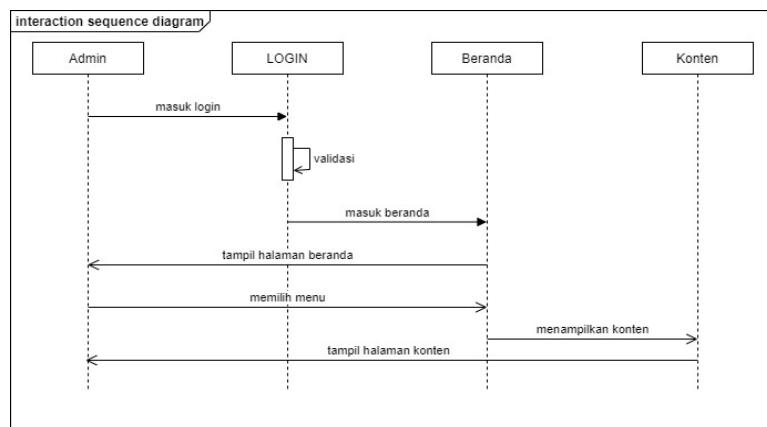 interaction sequence diagram
Admin
LOGIN
Beranda
Konten
masuk login
validasi
masuk beranda
tampil halaman beranda
memilih menu
menampilkan konten
tampil halaman konten